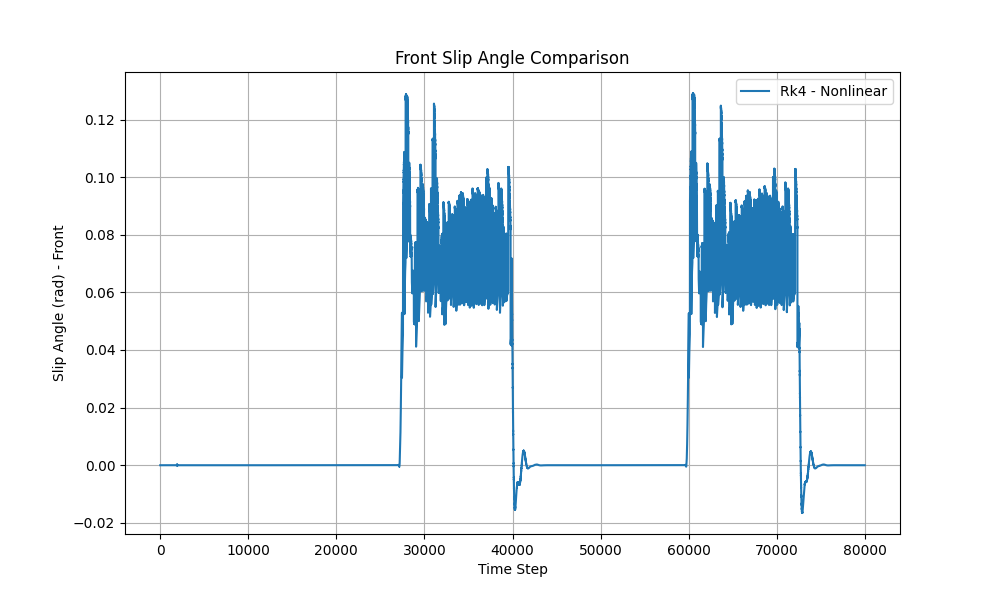 Front Slip Angle Comparison
Rk4 - Nonlinear
Slip Angle (rad) - Front
0.12
0.10
0.08
0.06
0.04
0.02
0.00
−0.02
0 10000 20000 30000 40000 50000 60000 70000 80000
Time Step